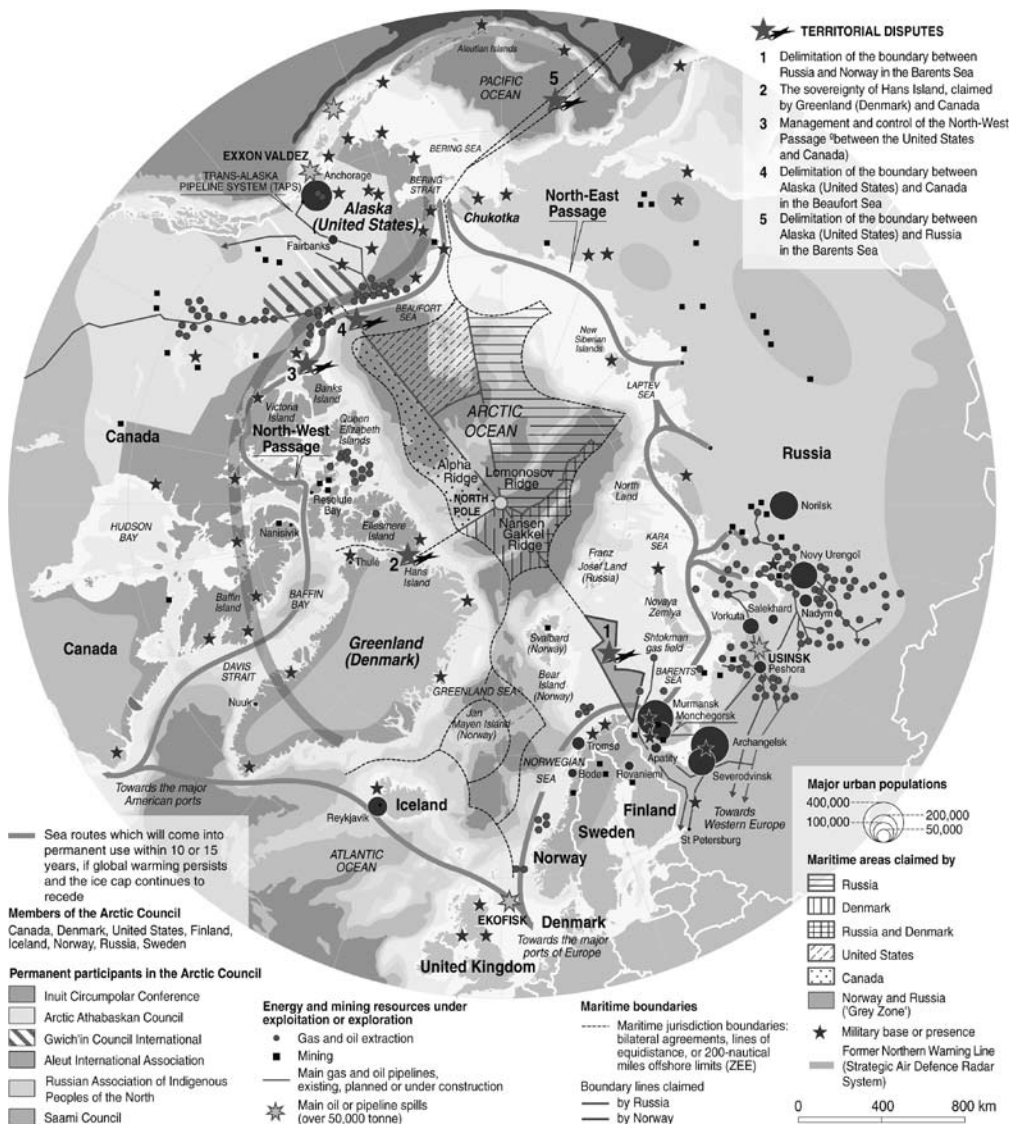 TERRITORIAL DISPUTES
1 Delimitation of the boundary between
Russia and Norway in the Barents Sea
2 The sovereignty of Hans Island, claimed
by Greenland (Denmark) and Canada
3 Management and control of the North-West
Passage (between the United States
and Canada)
4 Delimitation of the boundary between
Alaska (United States) and Canada
in the Beaufort Sea
5 Delimitation of the boundary between
Alaska (United States) and Russia
in the Barents Sea
Aleutian Islands
PACIFIC
OCEAN
5
BERING SEA
EXXON VALDEZ
Anchorage
TRANS-ALASKA
PIPELINE SYSTEM (TAPS)
BERING
STRAIT
Alaska
(United States)
Chukotka
North-East
Passage
Fairbanks
BEAUFORT
SEA
4
New
Siberian
Islands
3
Banks
Island
LAPTEV
SEA
Victoria
Island
Queen
Elizabeth
Islands
ARCTIC
OCEAN
Canada
North-West
Passage
Russia
Alpha
Ridge
Lomonosov
Ridge
NORTH
POLE
North
Land
Norilsk
Resolute
Bay
HUDSON
BAY
Nanisivik
Ellesmere
Island
Nansen
Gakkel
Ridge
KARA
SEA
Novy Urengoï
Franz
Josef Land
(Russia)
2
Thulé
Hans
Island
Baffin
Island
BAFFIN
BAY
Novaya
Zemlya
Salekhard
Vorkuta
Nadym
Canada
Greenland
(Denmark)
Svalbard
(Norway)
1
Shtokman
gas field
USINSK
Peshora
DAVIS
STRAIT
GREENLAND SEA
Bear
Island
(Norway)
BARENTS
SEA
Nuuk
Jan
Mayen Island
(Norway)
Murmansk
Monchegorsk
Archangelsk
Tromsø
Apatity
NORWEGIAN
SEA
Bodø
Rovaniemi
Severodvinsk
Towards the major
American ports
Iceland
Reykjavik
Finland
Towards
Western Europe
Sweden
St Petersburg
ATLANTIC
OCEAN
Norway
EKOFISK
Denmark
Towards the major
ports of Europe
United Kingdom
Sea routes which will come into
permanent use within 10 or 15
years, if global warming persists
and the ice cap continues to
recede
Members of the Arctic Council
Canada, Denmark, United States, Finland,
Iceland, Norway, Russia, Sweden
Permanent participants in the Arctic Council
Inuit Circumpolar Conference
Arctic Athabaskan Council
Gwich'in Council International
Aleut International Association
Russian Association of Indigenous
Peoples of the North
Saami Council
Energy and mining resources under
exploitation or exploration
Gas and oil extraction
Mining
Main gas and oil pipelines,
existing, planned or under construction
Main oil or pipeline spills
(over 50,000 tonne)
Maritime boundaries
Maritime jurisdiction boundaries:
bilateral agreements, lines of
equidistance, or 200-nautical
miles offshore limits (ZEE)
Boundary lines claimed
by Russia
by Norway
Major urban populations
400,000
200,000
100,000
50,000
Maritime areas claimed by
Russia
Denmark
Russia and Denmark
United States
Canada
Norway and Russia
('Grey Zone')
Military base or presence
Former Northern Warning Line
(Strategic Air Defence Radar
System)
0 400 800 km